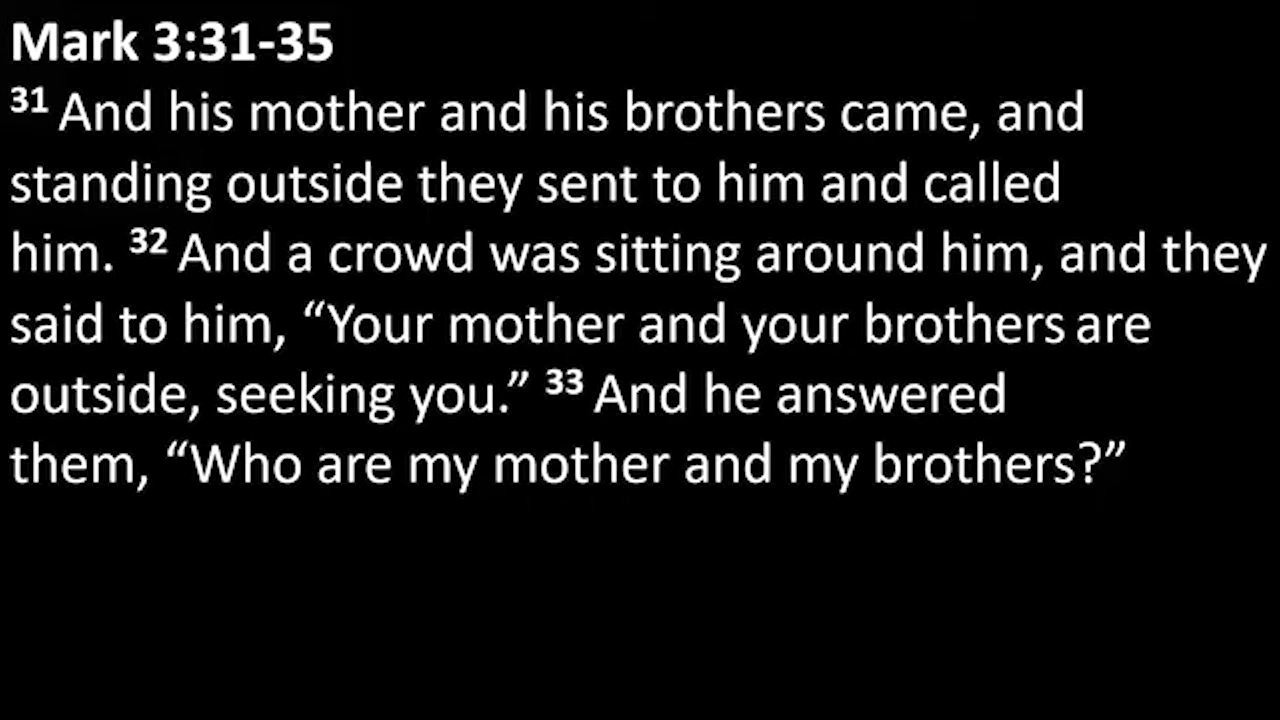 Mark 3:31-35
31 And his mother and his brothers came, and
standing outside they sent to him and called
him. 32 And a crowd was sitting around him, and they
said to him, “Your mother and your brothers are
outside, seeking you.” 33 And he answered
them, “Who are my mother and my brothers?”